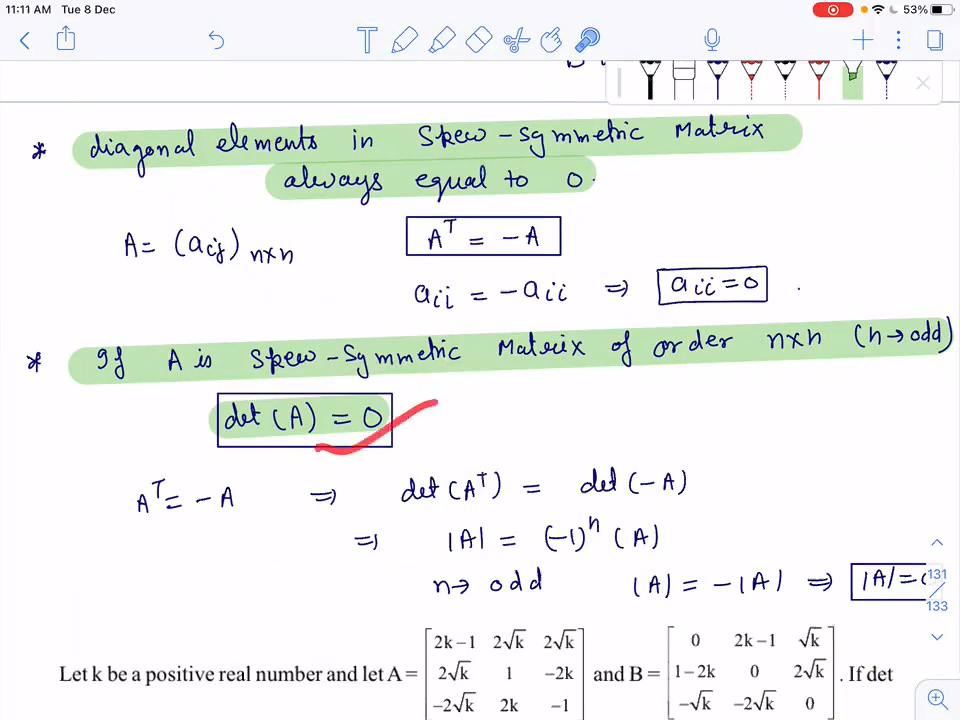 11:11 AM Tue 8 Dec 53%
* diagonal elements in Skew-Symmetric Matrix
always equal to 0.
A = (aij) n×n A^T = -A
aii = -aii ⇒ aii = 0 .
* If A is Skew-Symmetric Matrix of order n×n (n→odd)
det (A) = 0
A^T = -A ⇒ det (A^T) = det (-A)
⇒ |A| = (-1)^n (A)
n→ odd |A| = -|A| ⇒ |A| = 0
131/133
Let k be a positive real number and let A = [2k-1 2√k 2√k; 2√k 1 -2k; -2√k 2k -1] and B = [0 2k-1 √k; 1-2k 0 2√k; -√k -2√k 0]. If det